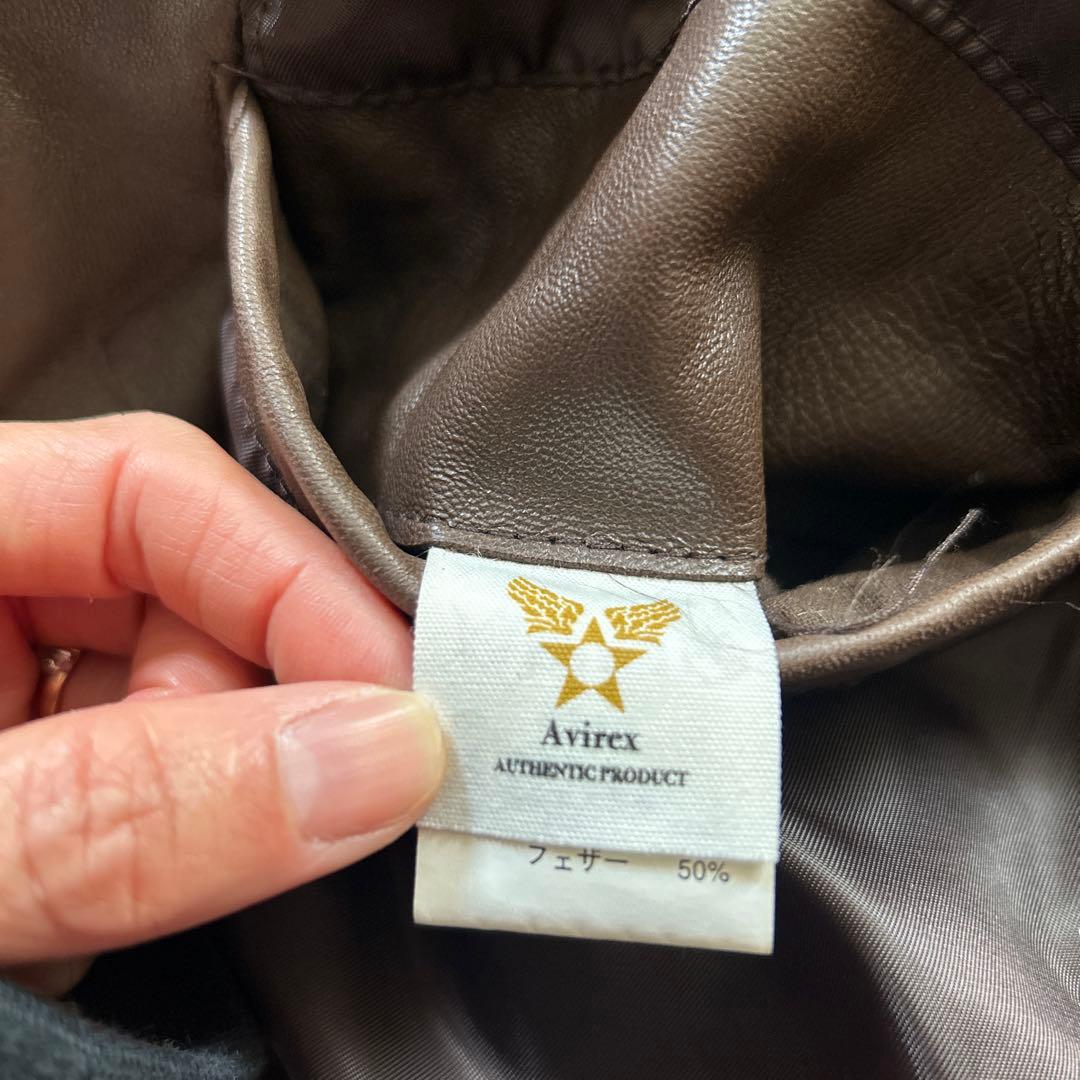 Avirex
AUTHENTIC PRODUCT
フェザー 50%